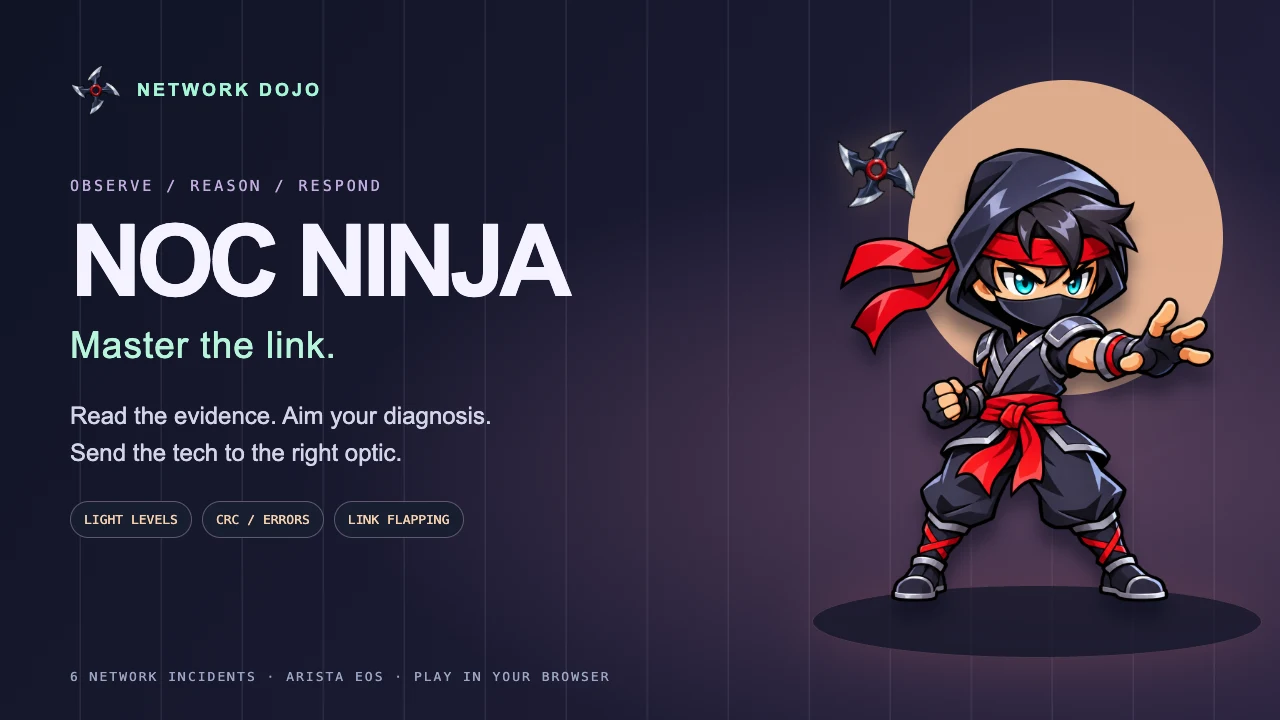 NETWORK DOJO
OBSERVE / REASON / RESPOND
NOC NINJA
Master the link.
Read the evidence. Aim your diagnosis.
Send the tech to the right optic.
LIGHT LEVELS
CRC / ERRORS
LINK FLAPPING
6 NETWORK INCIDENTS · ARISTA EOS · PLAY IN YOUR BROWSER